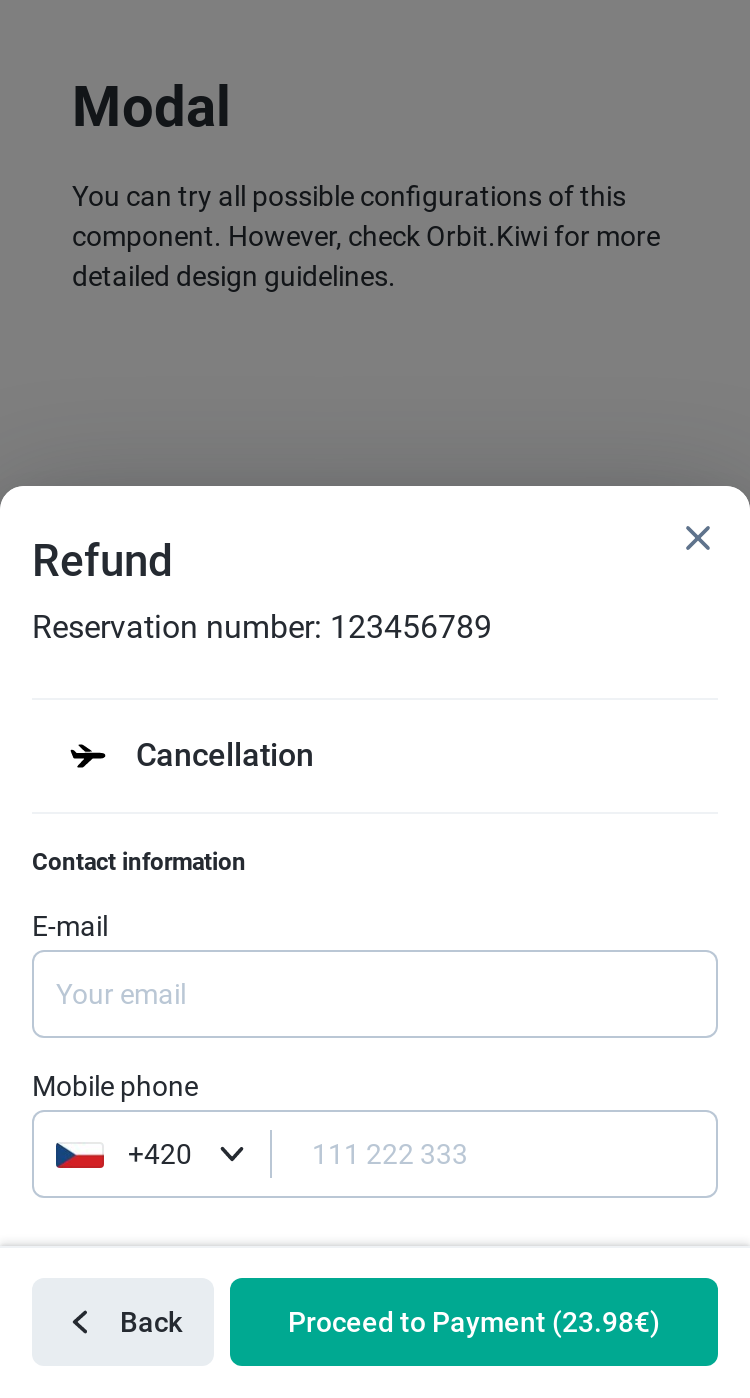 Modal
You can try all possible configurations of this
component. However, check Orbit.Kiwi for more
detailed design guidelines.
Refund
Reservation number: 123456789
Cancellation
Contact information
E-mail
Your email
Mobile phone
+420 111 222 333
Back Proceed to Payment (23.98€)